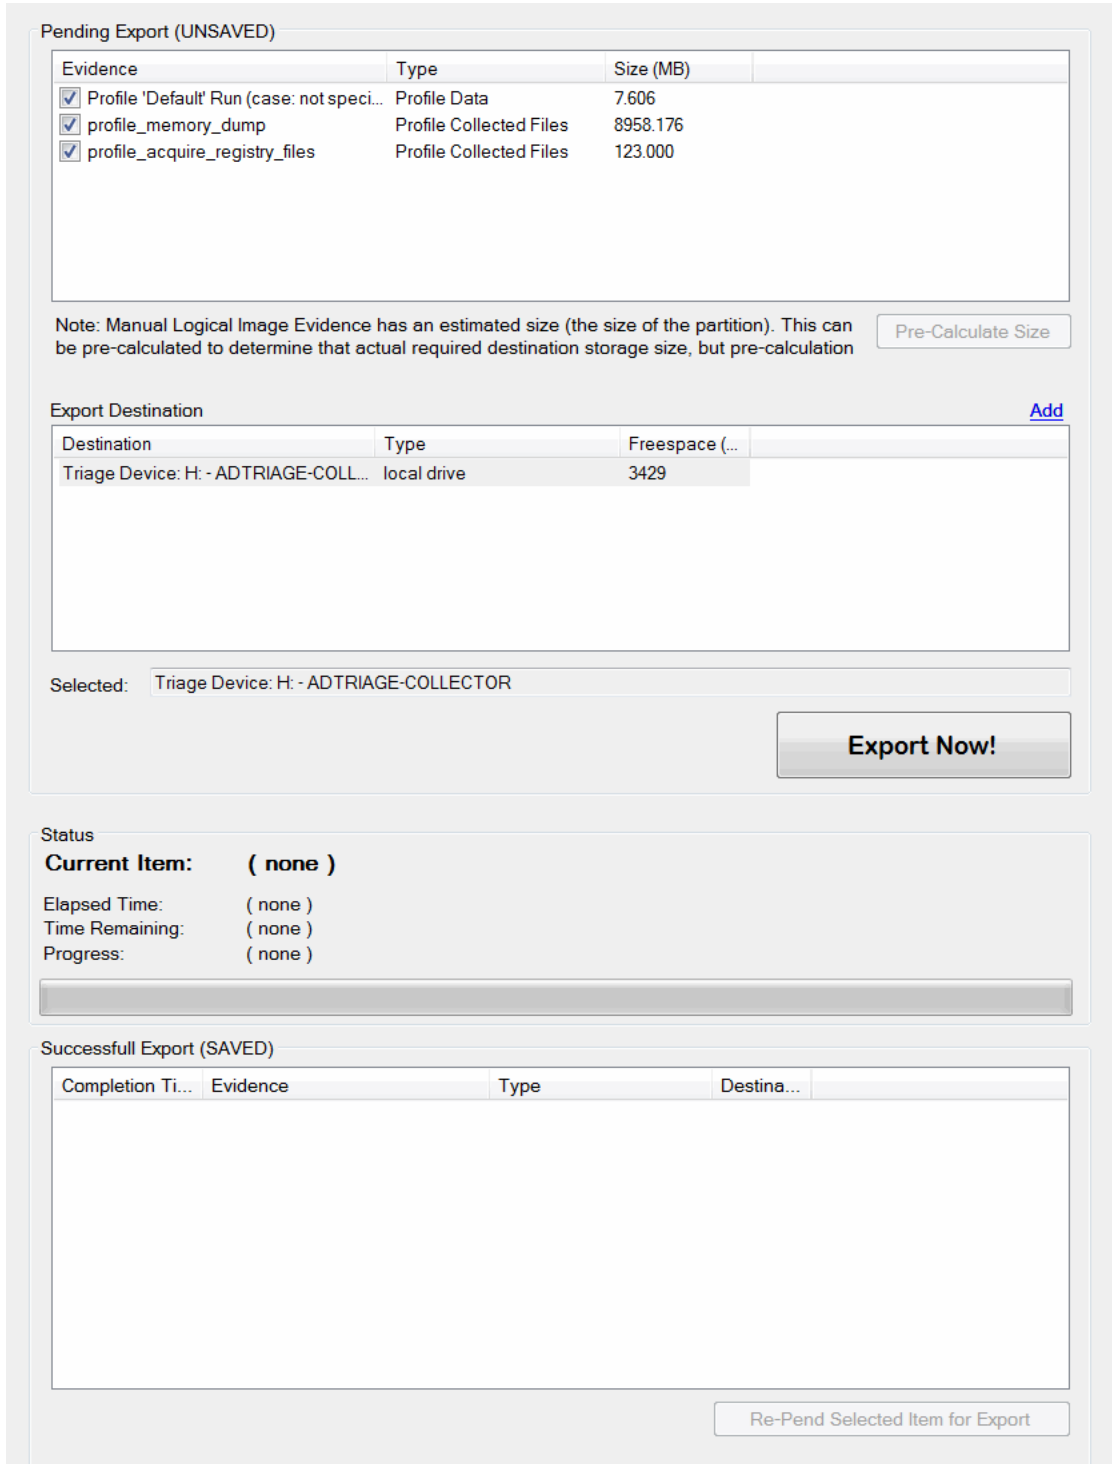 Pending Export (UNSAVED)
Evidence Type Size (MB)
Profile 'Default' Run (case: not speci... Profile Data 7.606
profile_memory_dump Profile Collected Files 8958.176
profile_acquire_registry_files Profile Collected Files 123.000
Note: Manual Logical Image Evidence has an estimated size (the size of the partition). This can
be pre-calculated to determine that actual required destination storage size, but pre-calculation
Pre-Calculate Size
Export Destination Add
Destination Type Freespace (...
Triage Device: H: - ADTRIAGE-COLL... local drive 3429
Selected: Triage Device: H: - ADTRIAGE-COLLECTOR
Export Now!
Status
Current Item: ( none )
Elapsed Time: ( none )
Time Remaining: ( none )
Progress: ( none )
Successfull Export (SAVED)
Completion Ti... Evidence Type Destina...
Re-Pend Selected Item for Export